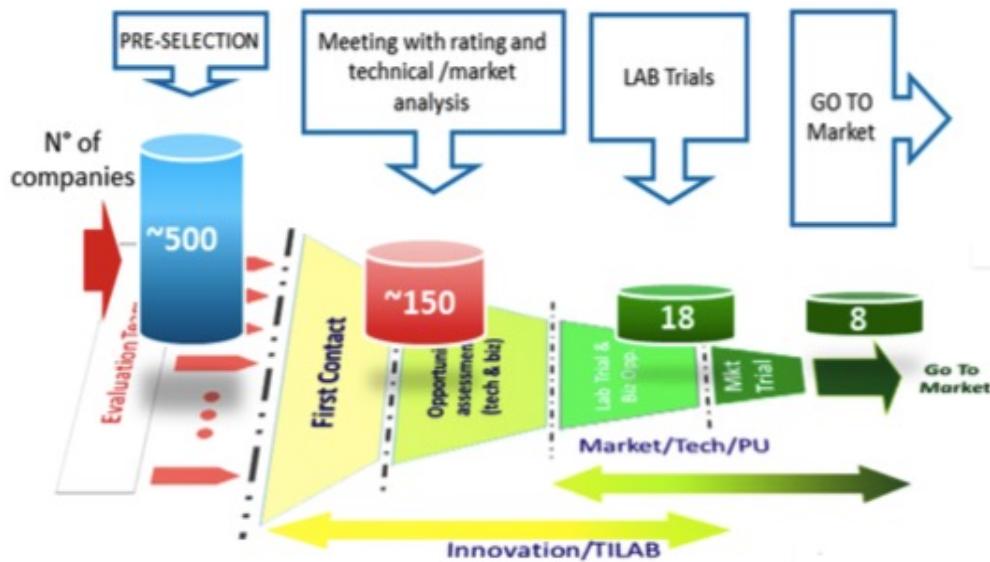 PRE-SELECTION
Meeting with rating and
technical /market
analysis
LAB Trials
GO TO
Market
N° of
companies
~500
~150
18
8
Evaluation Team
First Contact
assessmen
(tech & biz)
Lab Trial &
Biz Opp.
Mkt
Trial
Go To
Market
Market/Tech/PU
Innovation/TILAB